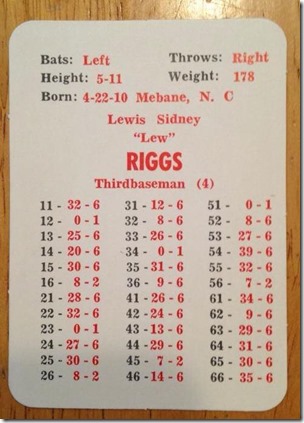 Bats: Left Throws: Right
Height: 5-11 Weight: 178
Born: 4-22-10 Mebane, N. C
Lewis Sidney
"Lew"
RIGGS
Thirdbaseman (4)
11 - 32 - 6 31 - 12 - 6 51 - 0 - 1
12 - 0 - 1 32 - 8 - 6 52 - 8 - 6
13 - 25 - 6 33 - 26 - 6 53 - 27 - 6
14 - 20 - 6 34 - 0 - 1 54 - 39 - 6
15 - 30 - 6 35 - 31 - 6 55 - 32 - 6
16 - 8 - 2 36 - 9 - 6 56 - 7 - 2
21 - 28 - 6 41 - 26 - 6 61 - 34 - 6
22 - 32 - 6 42 - 24 - 6 62 - 9 - 6
23 - 0 - 1 43 - 13 - 6 63 - 29 - 6
24 - 27 - 6 44 - 29 - 6 64 - 31 - 6
25 - 30 - 6 45 - 7 - 2 65 - 30 - 6
26 - 8 - 2 46 - 14 - 6 66 - 35 - 6